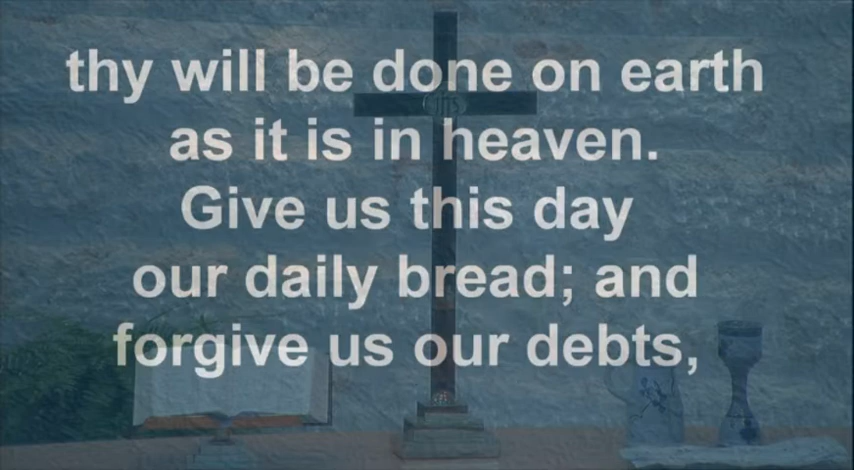 thy will be done on earth
IHS
as it is in heaven.
Give us this day
our daily bread; and
forgive us our debts,